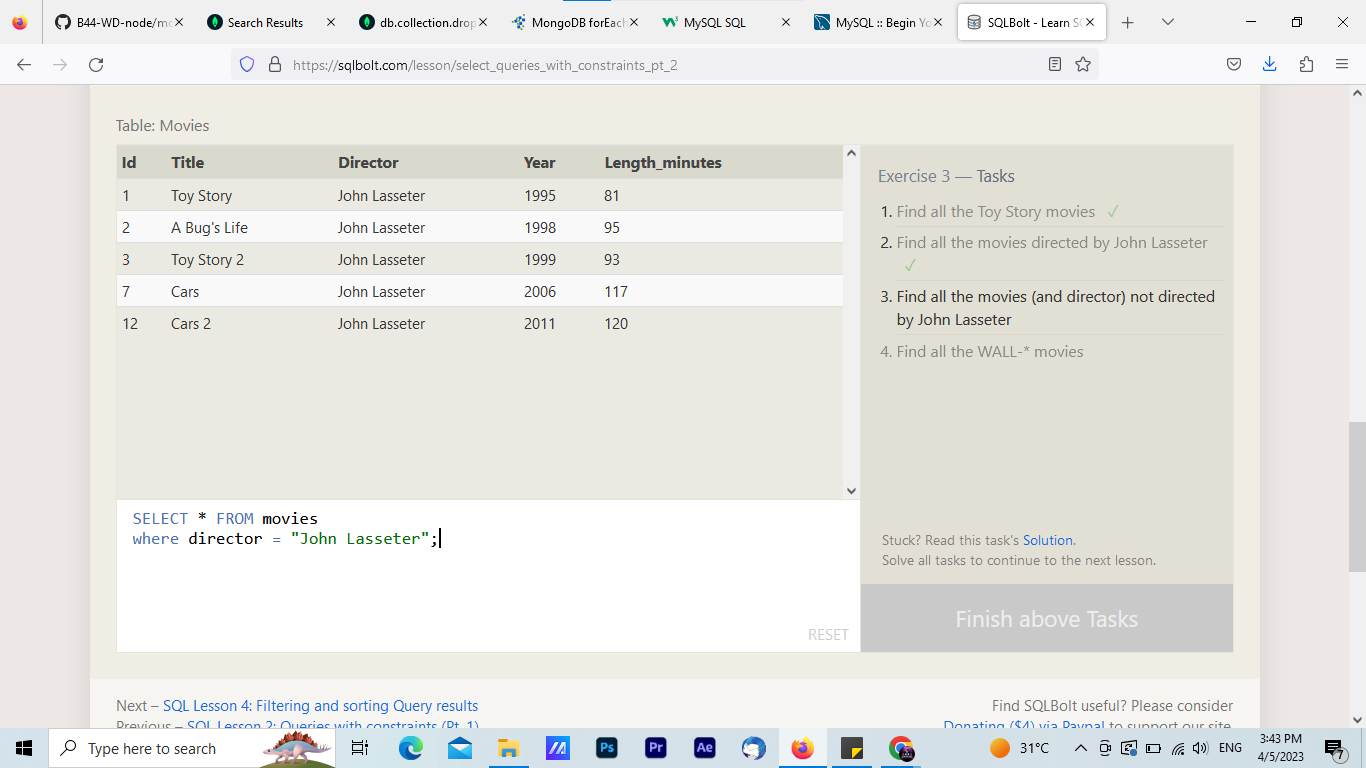 B44-WD-node/mo
Search Results
db.collection.drop
MongoDB forEach
MySQL SQL
MySQL :: Begin Yo
SQLBolt - Learn SQ
https://sqlbolt.com/lesson/select_queries_with_constraints_pt_2
Table: Movies
Id Title Director Year Length_minutes
1 Toy Story John Lasseter 1995 81
2 A Bug's Life John Lasseter 1998 95
3 Toy Story 2 John Lasseter 1999 93
7 Cars John Lasseter 2006 117
12 Cars 2 John Lasseter 2011 120
SELECT * FROM movies
where director = "John Lasseter";
RESET
Exercise 3 — Tasks
1. Find all the Toy Story movies ✓
2. Find all the movies directed by John Lasseter
✓
3. Find all the movies (and director) not directed
by John Lasseter
4. Find all the WALL-* movies
Stuck? Read this task's Solution.
Solve all tasks to continue to the next lesson.
Finish above Tasks
Next – SQL Lesson 4: Filtering and sorting Query results
Previous – SQL Lesson 2: Queries with constraints (Pt. 1)
Find SQLBolt useful? Please consider
Donating ($4) via Paypal to support our site.
Type here to search
Ps
Pr
Ae
31°C
ENG
3:43 PM
4/5/2023
7